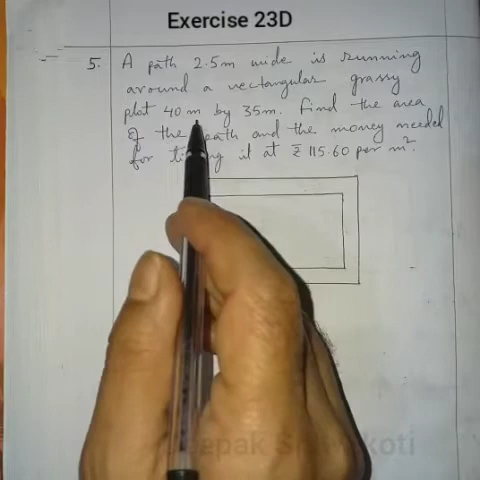 Exercise 23D
5. A path 2.5m wide is running
around a rectangular grassy
plot 40 m by 35m. Find the area
of the path and the money needed
for it at ₹ 115.60 per m².